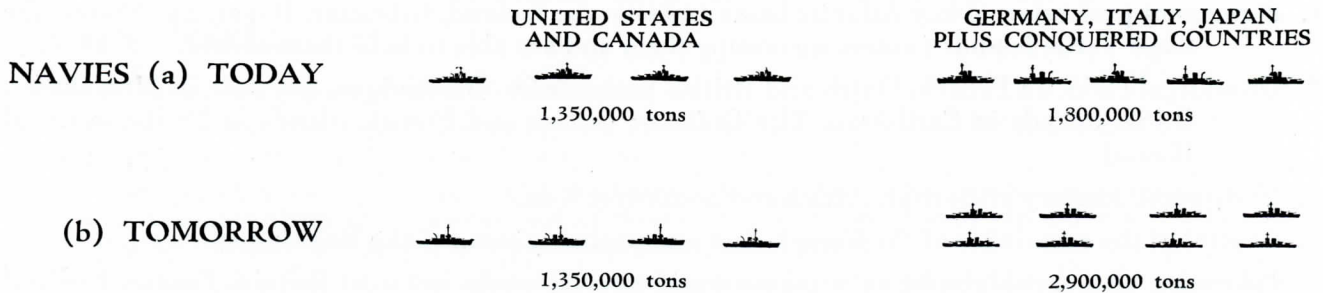 UNITED STATES
AND CANADA
GERMANY, ITALY, JAPAN
PLUS CONQUERED COUNTRIES
NAVIES (a) TODAY
1,350,000 tons
1,800,000 tons
(b) TOMORROW
1,350,000 tons
2,900,000 tons